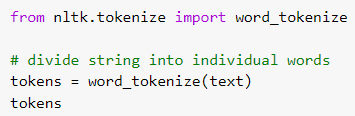 from nltk.tokenize import word_tokenize
# divide string into individual words
tokens = word_tokenize(text)
tokens